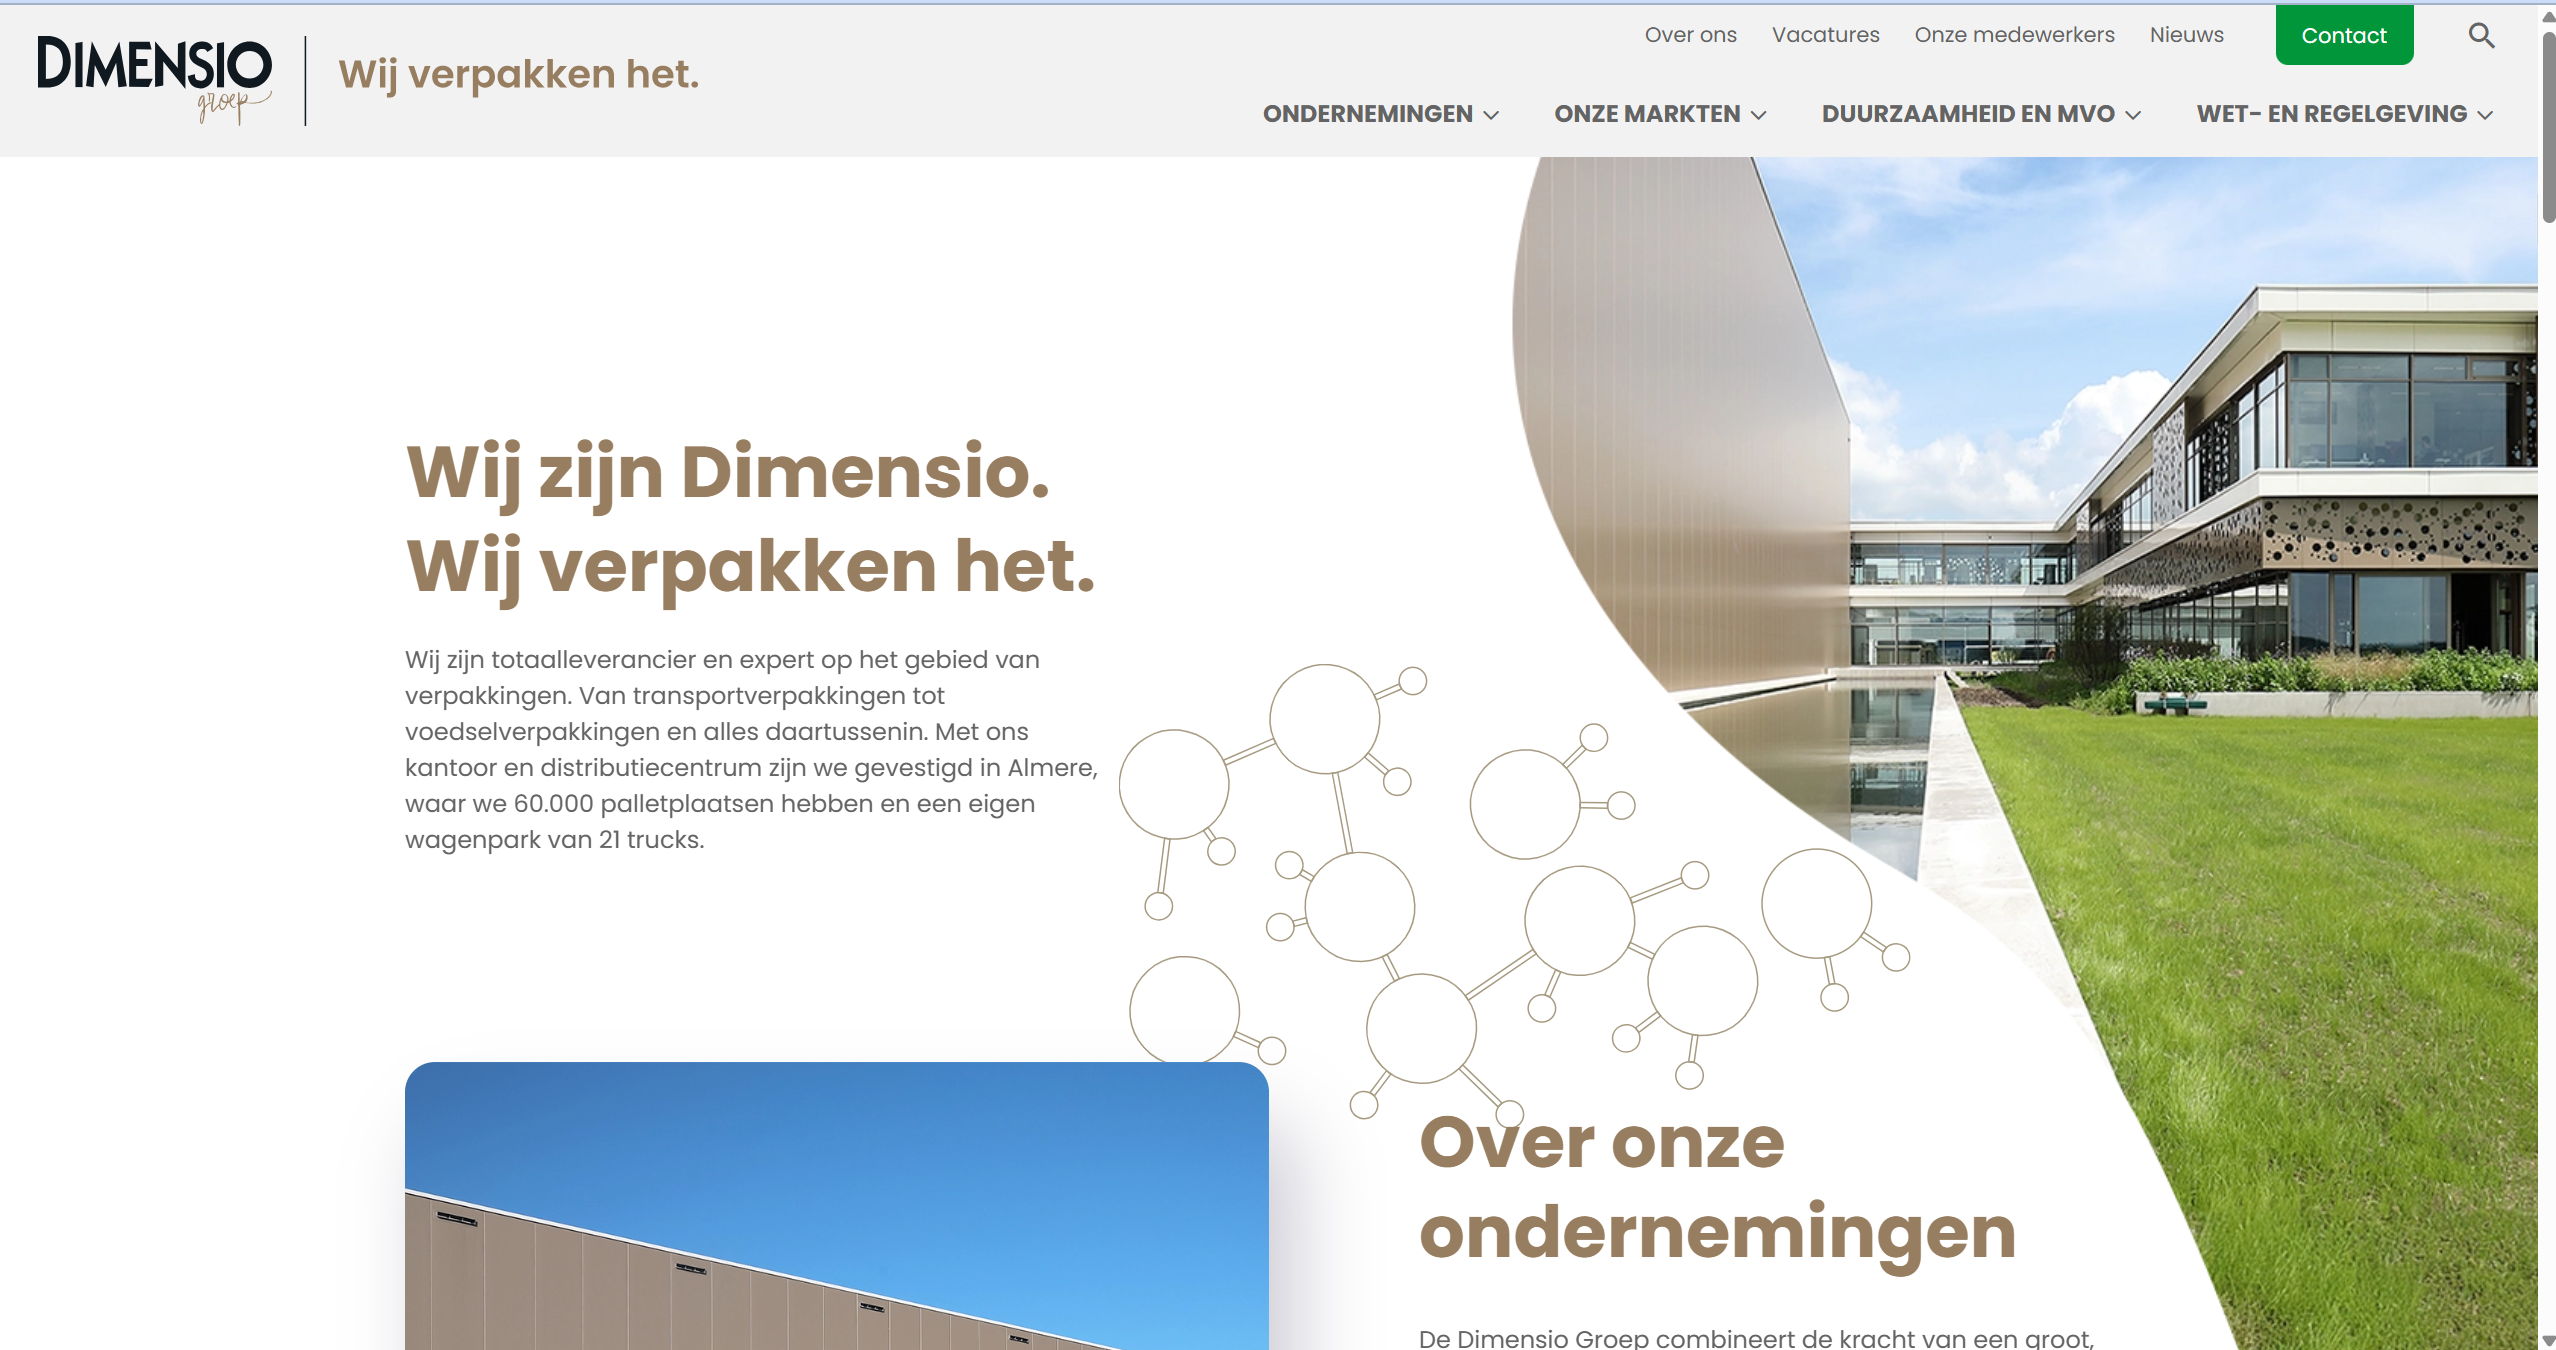 DIMENSIO
groep
Wij verpakken het.
Over ons Vacatures Onze medewerkers Nieuws Contact
ONDERNEMINGEN ONZE MARKTEN DUURZAAMHEID EN MVO WET- EN REGELGEVING
Wij zijn Dimensio.
Wij verpakken het.
Wij zijn totaalleverancier en expert op het gebied van
verpakkingen. Van transportverpakkingen tot
voedselverpakkingen en alles daartussenin. Met ons
kantoor en distributiecentrum zijn we gevestigd in Almere,
waar we 60.000 palletplaatsen hebben en een eigen
wagenpark van 21 trucks.
Over onze
ondernemingen
De Dimensio Groep combineert de kracht van een groot,